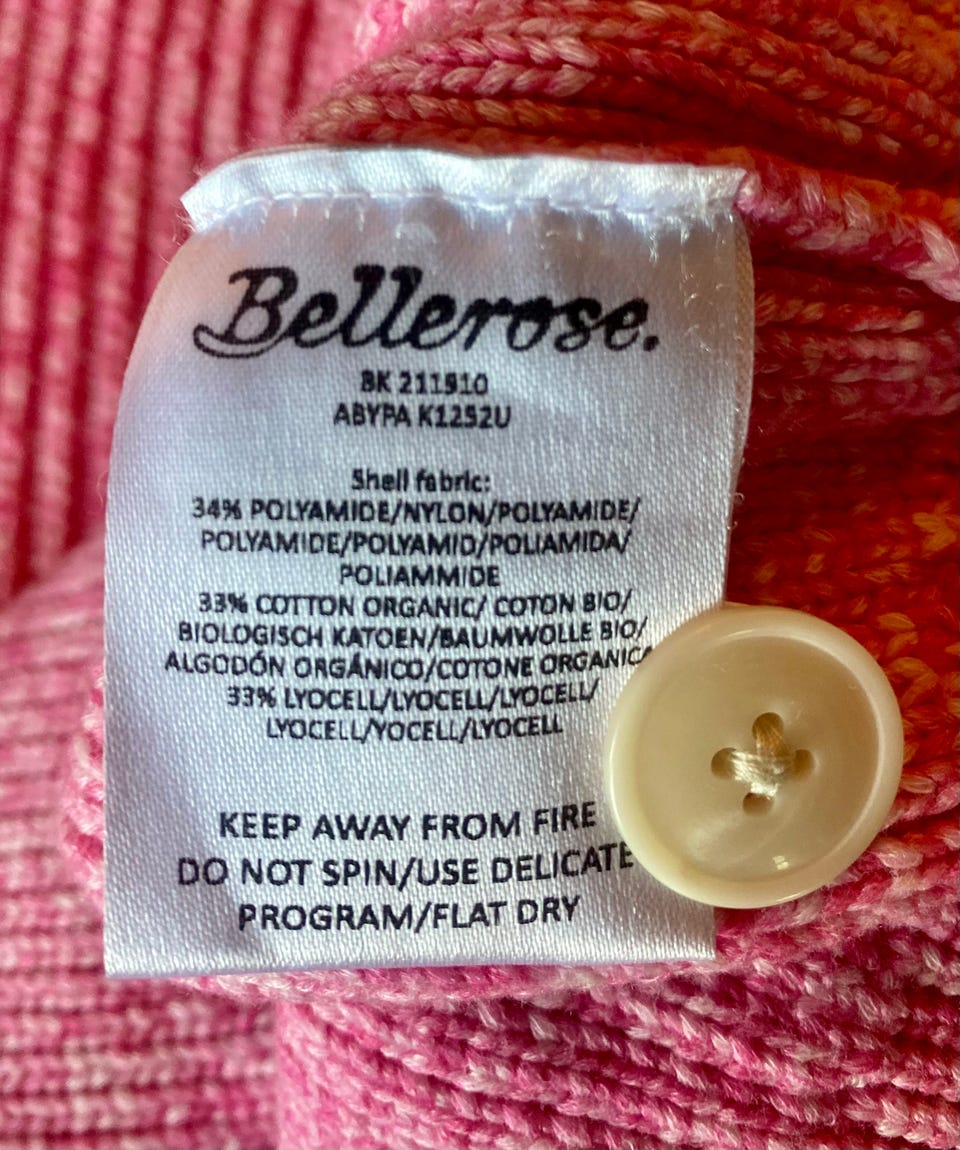 Bellerose.
BK 211910
ABYPA K1252U
Shell fabric:
34% POLYAMIDE/NYLON/POLYAMIDE/
POLYAMIDE/POLYAMID/POLIAMIDA/
POLIAMMIDE
33% COTTON ORGANIC/ COTON BIO/
BIOLOGISCH KATOEN/BAUMWOLLE BIO/
ALGODÓN ORGÁNICO/COTONE ORGANIC
33% LYOCELL/LYOCELL/LYOCELL/
LYOCELL/YOCELL/LYOCELL
KEEP AWAY FROM FIRE
DO NOT SPIN/USE DELICATE
PROGRAM/FLAT DRY